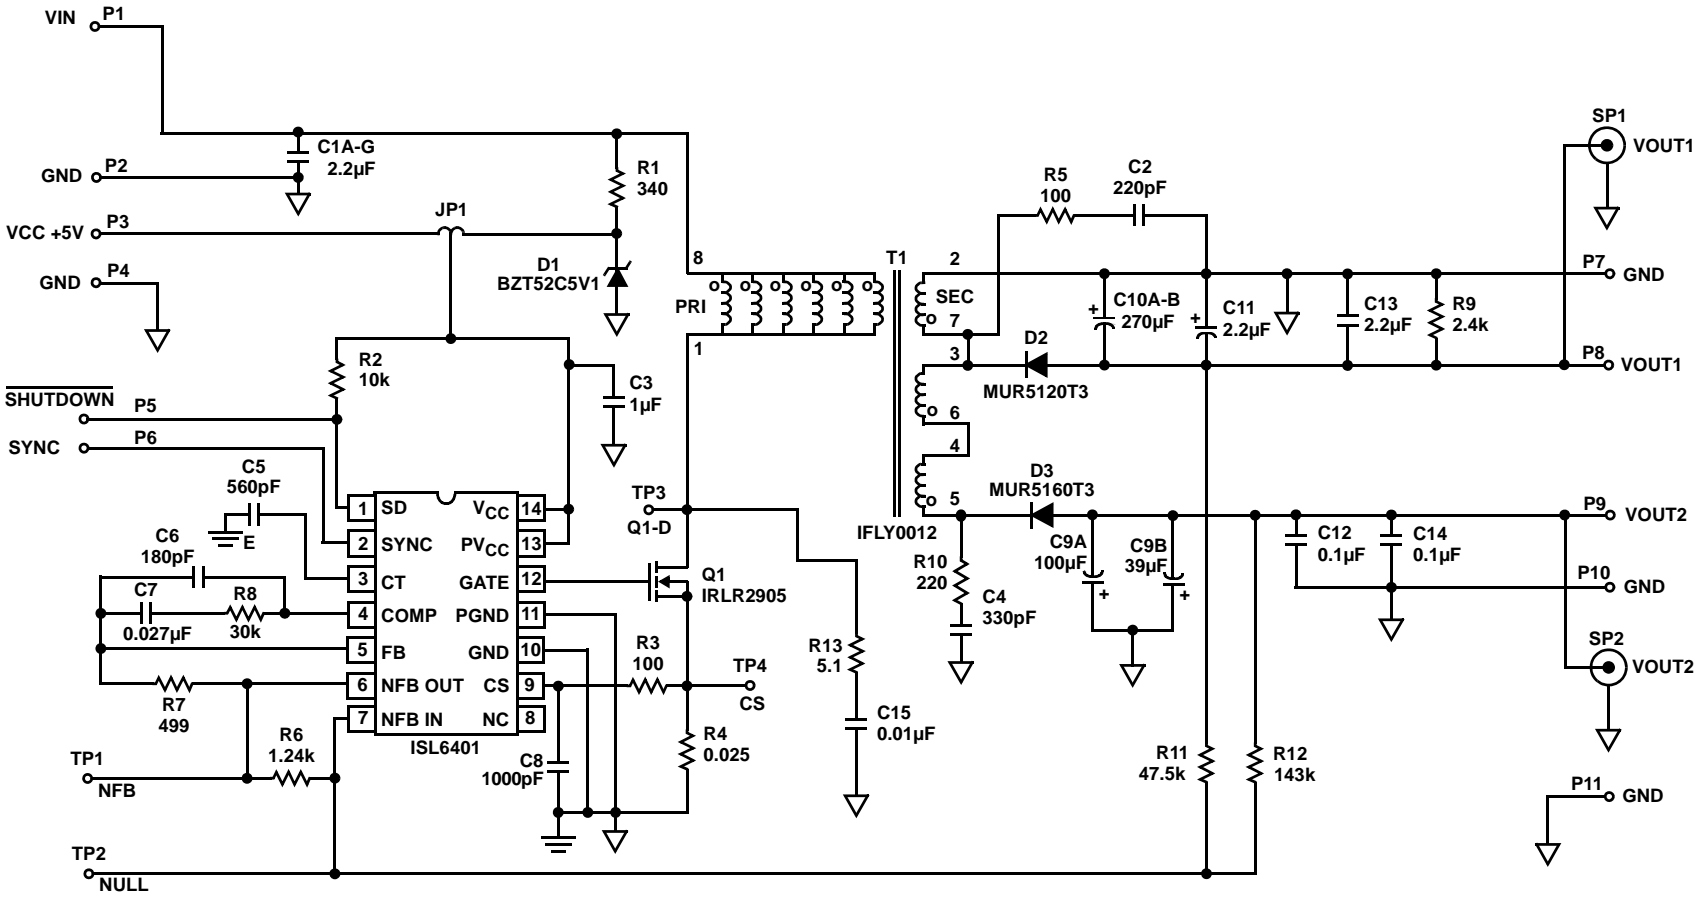 VIN P1
C1A-G
2.2µF
GND P2
VCC +5V P3
GND P4
JP1
R1
340
D1
BZT52C5V1
R2
10k
C3
1µF
SHUTDOWN P5
SYNC P6
C5
560pF
E
C6
180pF
C7
0.027µF
R8
30k
R7
499
R6
1.24k
TP1
NFB
TP2
NULL
1 SD
2 SYNC
3 CT
4 COMP
5 FB
6 NFB OUT
7 NFB IN
VCC 14
PVCC 13
GATE 12
PGND 11
GND 10
CS 9
NC 8
ISL6401
C8
1000pF
R3
100
TP4
CS
R4
0.025
TP3
Q1-D
Q1
IRLR2905
R13
5.1
C15
0.01µF
8
PRI
1
T1
IFLY0012
2
SEC
7
3
6
4
5
R5
100
C2
220pF
D2
MUR5120T3
D3
MUR5160T3
+ C10A-B
270µF
+ C11
2.2µF
C13
2.2µF
R9
2.4k
SP1
VOUT1
P7 GND
P8 VOUT1
R10
220
C4
330pF
C9A
100µF
+
C9B
39µF
+
C12
0.1µF
C14
0.1µF
P9 VOUT2
P10 GND
SP2
VOUT2
R11
47.5k
R12
143k
P11 GND